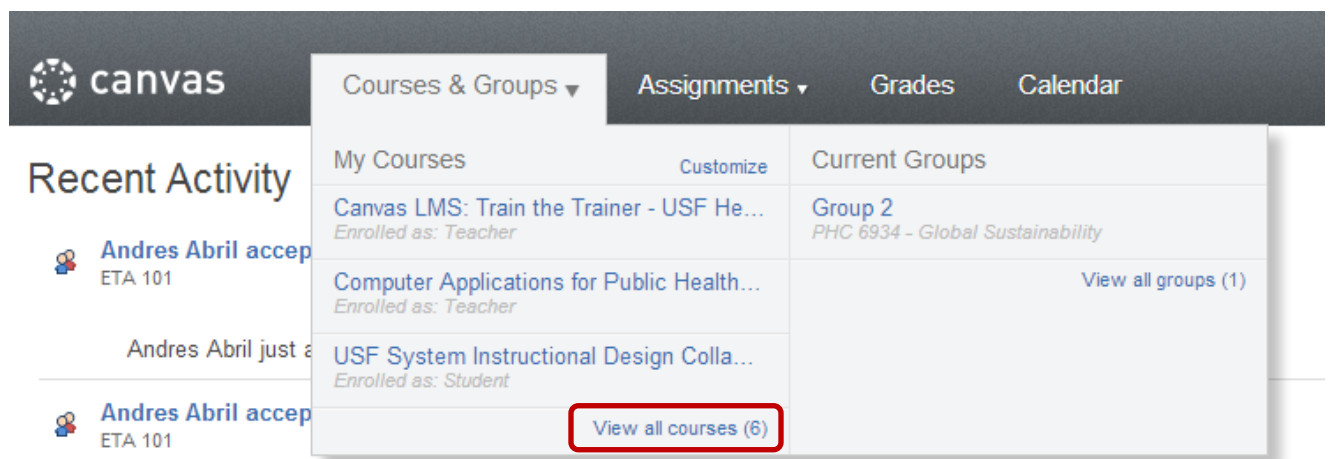 canvas
Courses & Groups
Assignments
Grades
Calendar
Recent Activity
Andres Abril accep
ETA 101
Andres Abril just a
Andres Abril accep
ETA 101
My Courses
Customize
Canvas LMS: Train the Trainer - USF He...
Enrolled as: Teacher
Computer Applications for Public Health...
Enrolled as: Teacher
USF System Instructional Design Colla...
Enrolled as: Student
View all courses (6)
Current Groups
Group 2
PHC 6934 - Global Sustainability
View all groups (1)